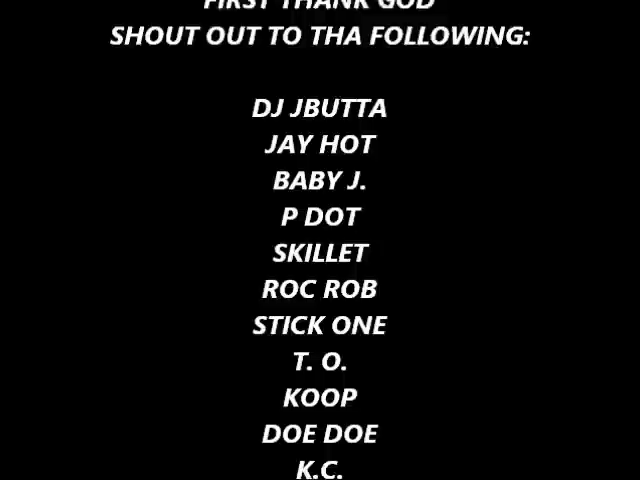 FIRST THANK GOD
SHOUT OUT TO THA FOLLOWING:
DJ JBUTTA
JAY HOT
BABY J.
P DOT
SKILLET
ROC ROB
STICK ONE
T. O.
KOOP
DOE DOE
K.C.